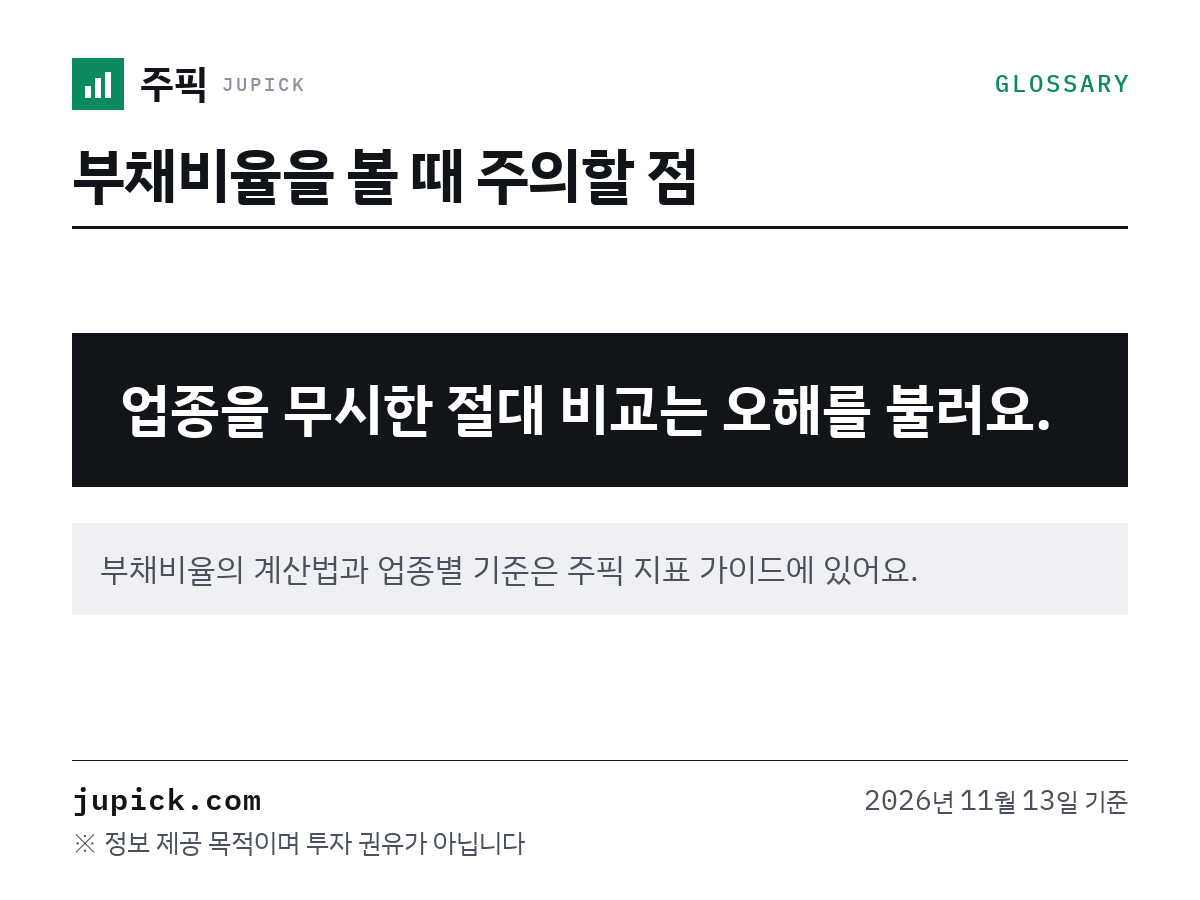 주픽 JUPICK
GLOSSARY
부채비율을 볼 때 주의할 점
업종을 무시한 절대 비교는 오해를 불러요.
부채비율의 계산법과 업종별 기준은 주픽 지표 가이드에 있어요.
jupick.com
2026년 11월 13일 기준
※ 정보 제공 목적이며 투자 권유가 아닙니다